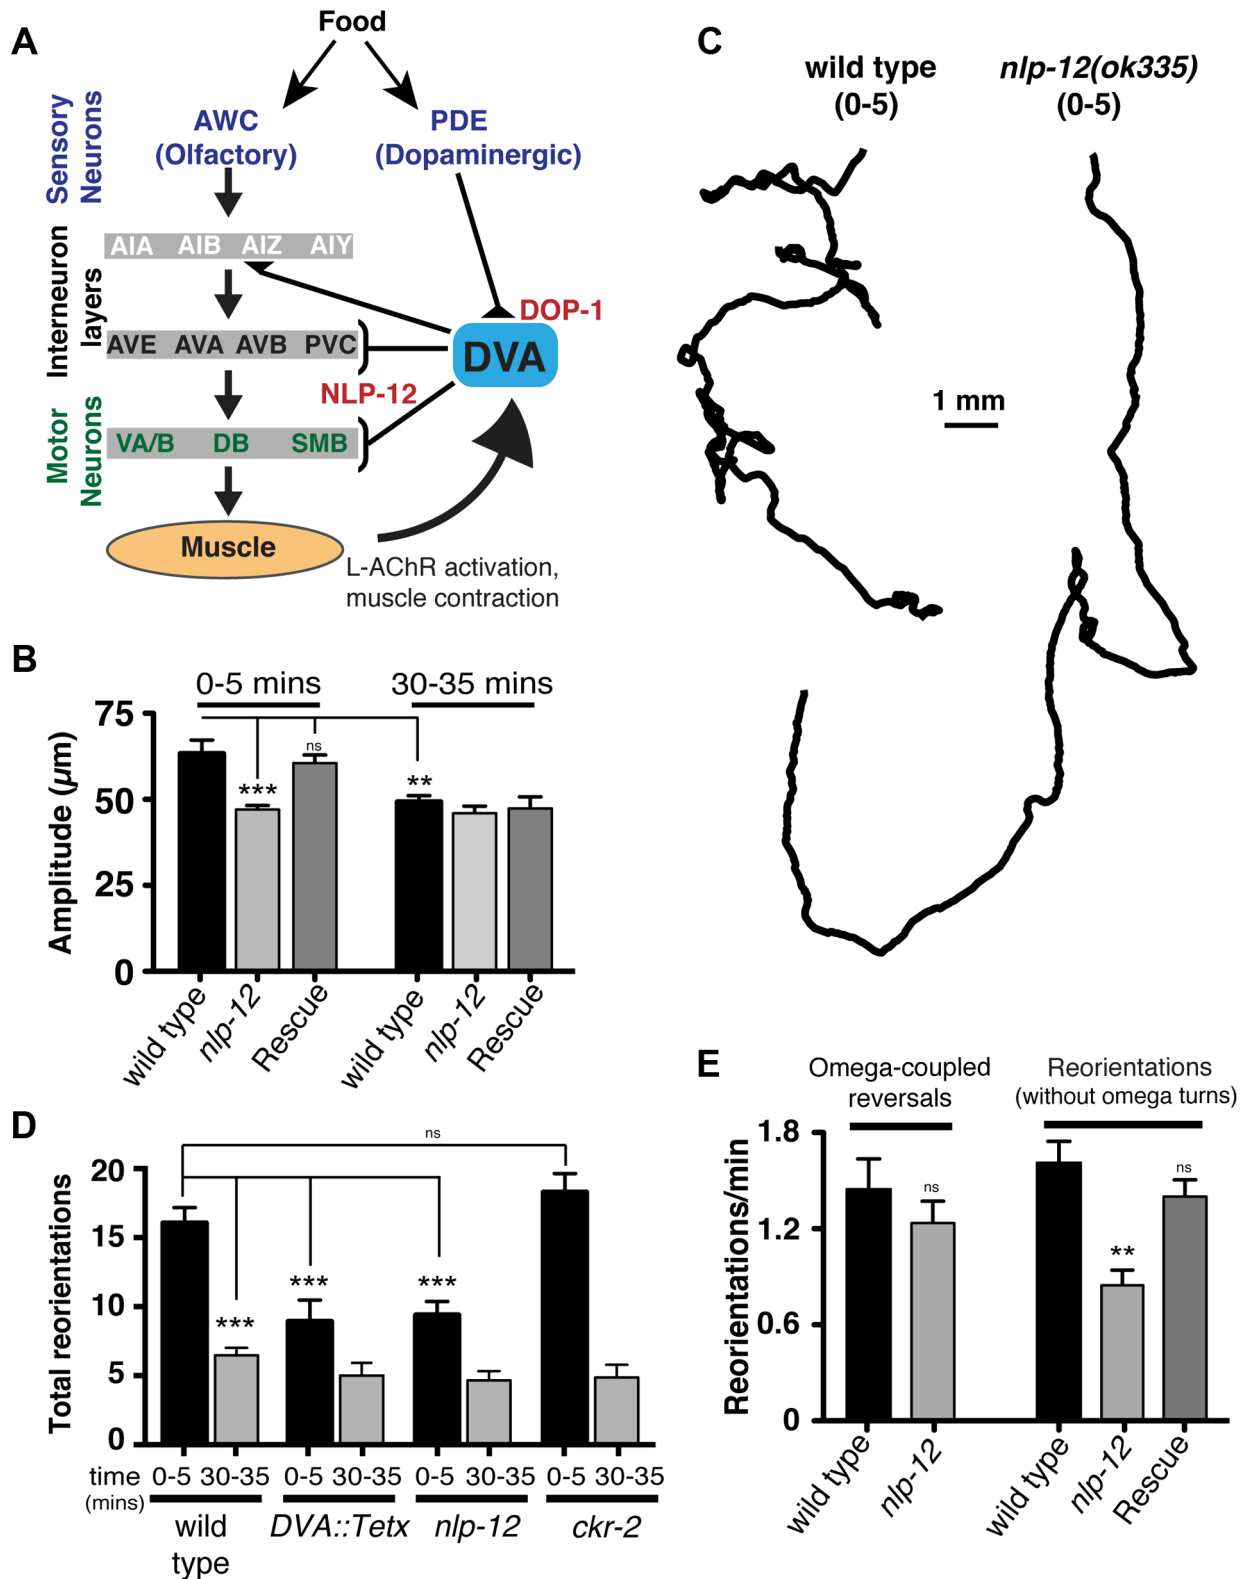 A
Food
Sensory
Neurons
AWC
(Olfactory)
PDE
(Dopaminergic)
Interneuron
layers
AIA AIB AIZ AIY
DOP-1
AVE AVA AVB PVC
DVA
NLP-12
Motor
Neurons
VA/B DB SMB
Muscle
L-AChR activation,
muscle contraction
B
0-5 mins
30-35 mins
Amplitude (µm)
75
50
25
0
***
ns
**
wild type
nlp-12
Rescue
wild type
nlp-12
Rescue
C
wild type
(0-5)
nlp-12(ok335)
(0-5)
1 mm
D
Total reorientations
20
15
10
5
0
ns
***
***
***
time
(mins)
0-5 30-35 0-5 30-35 0-5 30-35 0-5 30-35
wild
type
DVA::Tetx
nlp-12
ckr-2
E
Omega-coupled
reversals
Reorientations
(without omega turns)
Reorientations/min
1.8
1.2
0.6
0
ns
**
ns
wild type
nlp-12
wild type
nlp-12
Rescue